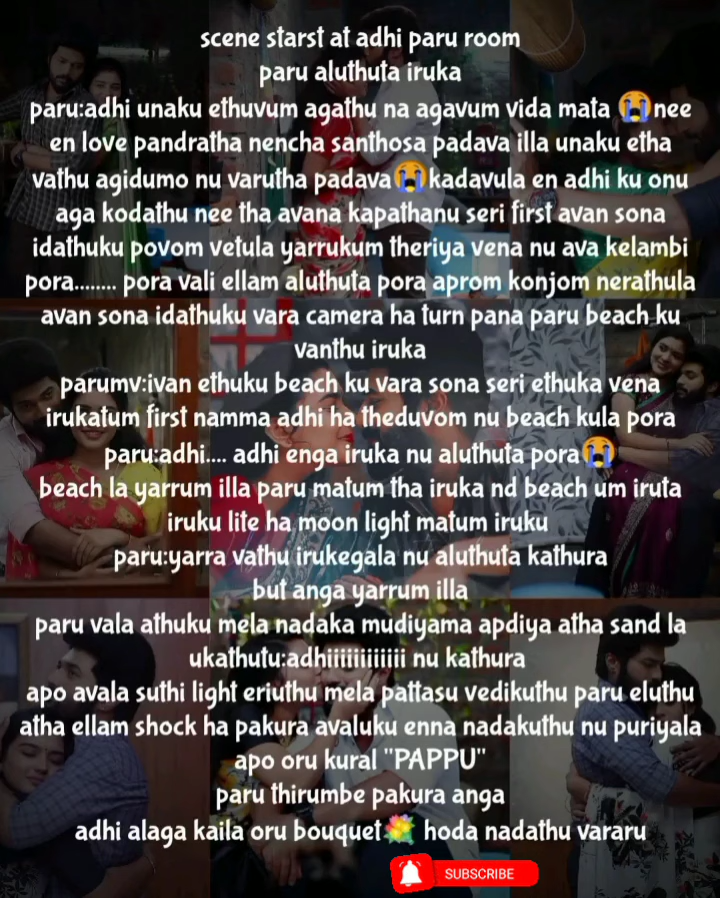 scene starst at adhi paru room
paru aluthuta iruka
paru:adhi unaku ethuvum agathu na agavum vida mata 😭nee
en love pandratha nencha santhosa padava illa unaku etha
vathu agidumo nu varutha padava😭kadavula en adhi ku onu
aga kodathu nee tha avana kapathanu seri first avan sona
idathuku povom vetula yarrukum theriya vena nu ava kelambi
pora........ pora vali ellam aluthuta pora aprom konjom nerathula
avan sona idathuku vara camera ha turn pana paru beach ku
vanthu iruka
parumv:ivan ethuku beach ku vara sona seri ethuka vena
irukatum first namma adhi ha theduvom nu beach kula pora
paru:adhi.... adhi enga iruka nu aluthuta pora😭
beach la yarrum illa paru matum tha iruka nd beach um iruta
iruku lite ha moon light matum iruku
paru:yarra vathu irukegala nu aluthuta kathura
but anga yarrum illa
paru vala athuku mela nadaka mudiyama apdiya atha sand la
ukathutu:adhiiiiiiiiiiiii nu kathura
apo avala suthi light eriuthu mela pattasu vedikuthu paru eluthu
atha ellam shock ha pakura avaluku enna nadakuthu nu puriyala
apo oru kural "PAPPU"
paru thirumbe pakura anga
adhi alaga kaila oru bouquet💐 hoda nadathu vararu
SUBSCRIBE